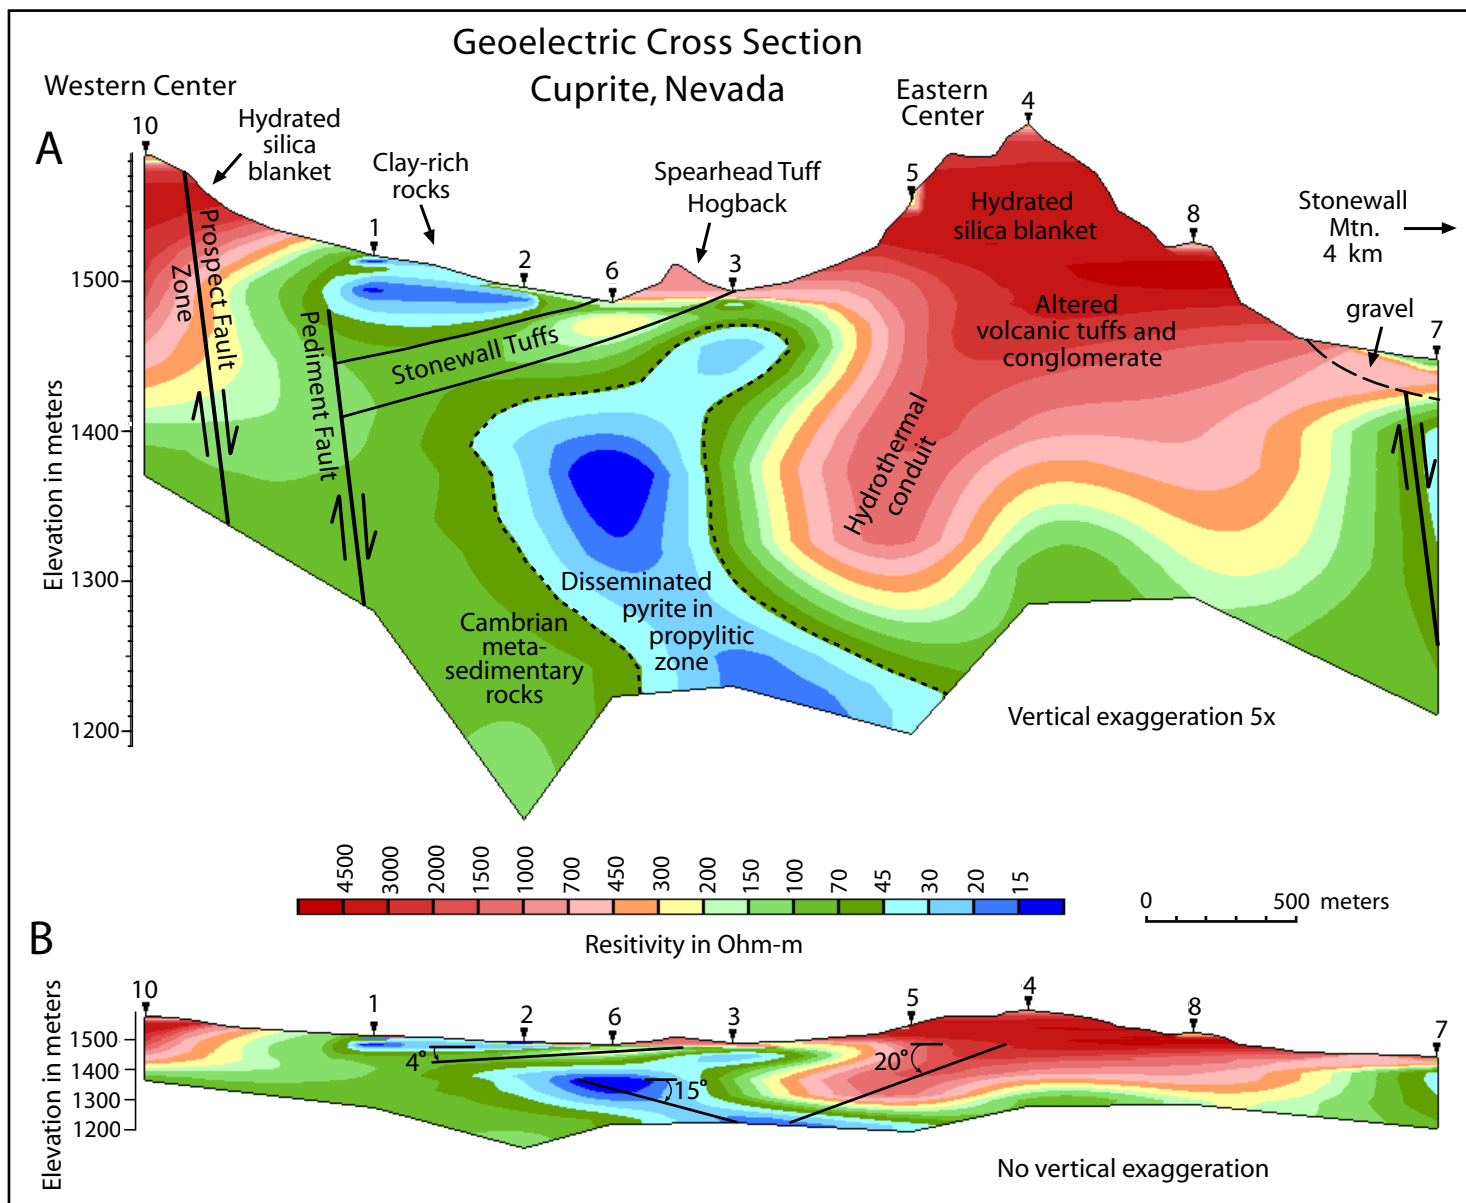 Geoelectric Cross Section
Cuprite, Nevada
Western Center
Eastern
Center
A
10
Hydrated
silica
blanket
Clay-rich
rocks
Spearhead Tuff
Hogback
1
2
6
3
5
4
8
7
Hydrated
silica blanket
Stonewall
Mtn.
4 km
gravel
Altered
volcanic tuffs and
conglomerate
Prospect Fault
Zone
Pediment Fault
Stonewall Tuffs
Hydrothermal
conduit
Disseminated
pyrite in
propylitic
zone
Cambrian
meta-
sedimentary
rocks
Elevation in meters
1500
1400
1300
1200
Vertical exaggeration 5x
4500 3000 2000 1500 1000 700 450 300 200 150 100 70 45 30 20 15
Resitivity in Ohm-m
0 500 meters
B
Elevation in meters
1500
1400
1300
1200
10 1 2 6 3 5 4 8 7
4°
15°
20°
No vertical exaggeration